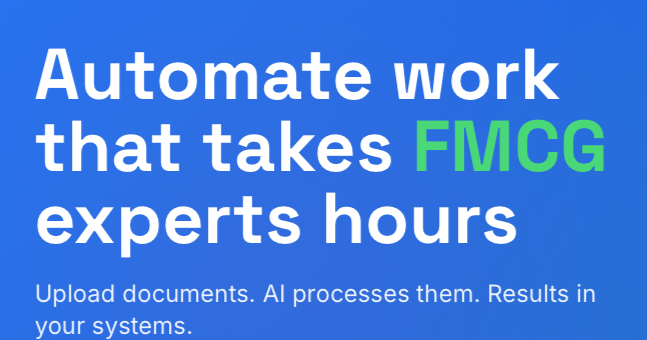 Automate work
that takes FMCG
experts hours
Upload documents. AI processes them. Results in
your systems.